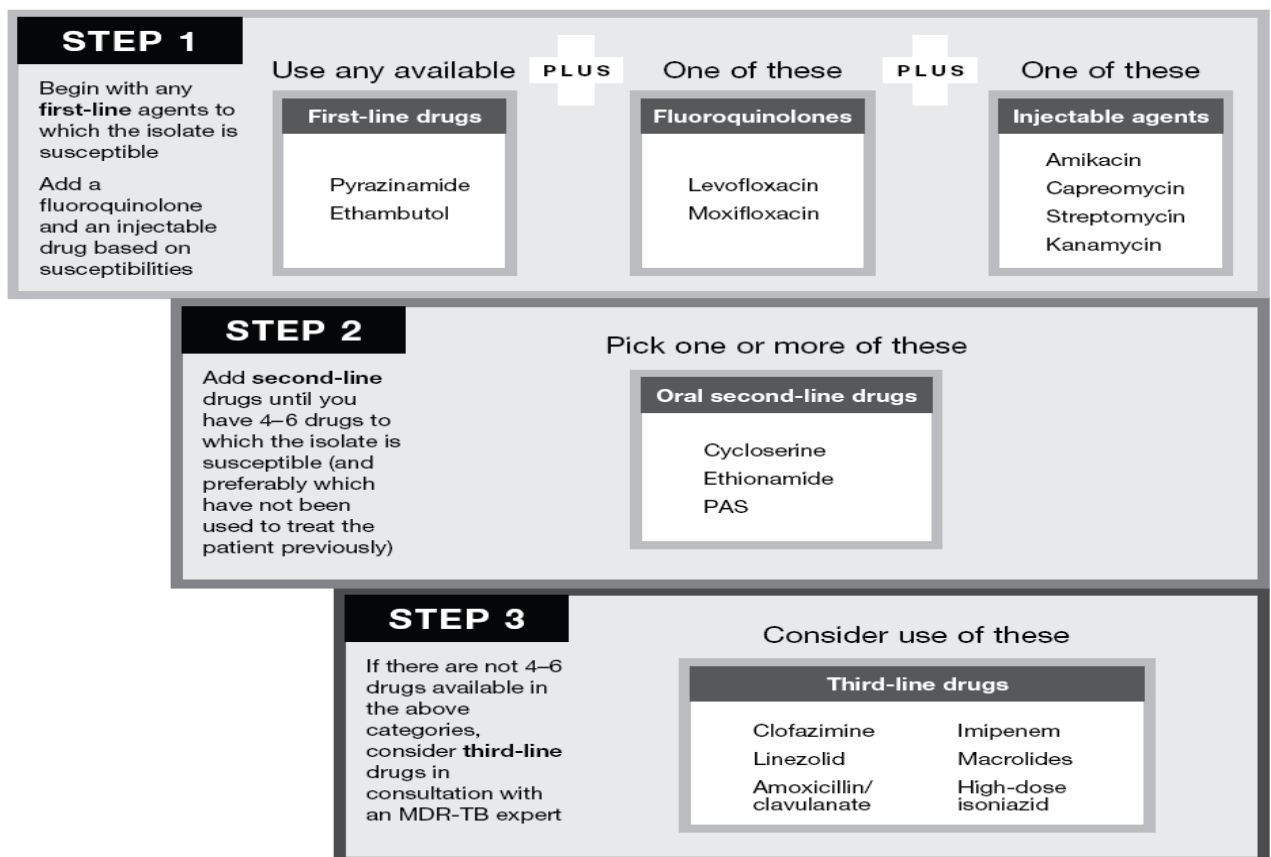 STEP 1
Begin with any
first-line agents to
which the isolate is
susceptible
Add a
fluoroquinolone
and an injectable
drug based on
susceptibilities
Use any available
PLUS
One of these
PLUS
One of these
First-line drugs
Pyrazinamide
Ethambutol
Fluoroquinolones
Levofloxacin
Moxifloxacin
Injectable agents
Amikacin
Capreomycin
Streptomycin
Kanamycin
STEP 2
Add second-line
drugs until you
have 4–6 drugs to
which the isolate is
susceptible (and
preferably which
have not been
used to treat the
patient previously)
Pick one or more of these
Oral second-line drugs
Cycloserine
Ethionamide
PAS
STEP 3
If there are not 4–6
drugs available in
the above
categories,
consider third-line
drugs in
consultation with
an MDR-TB expert
Consider use of these
Third-line drugs
Clofazimine
Linezolid
Amoxicillin/
clavulanate
Imipenem
Macrolides
High-dose
isoniazid